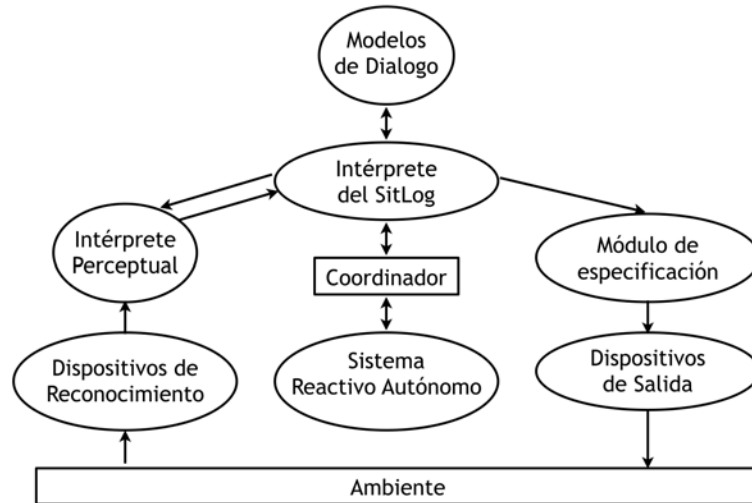 Modelos
de Dialogo
Intérprete
del SitLog
Intérprete
Perceptual
Módulo de
especificación
Coordinador
Dispositivos de
Reconocimiento
Sistema
Reactivo Autónomo
Dispositivos
de Salida
Ambiente